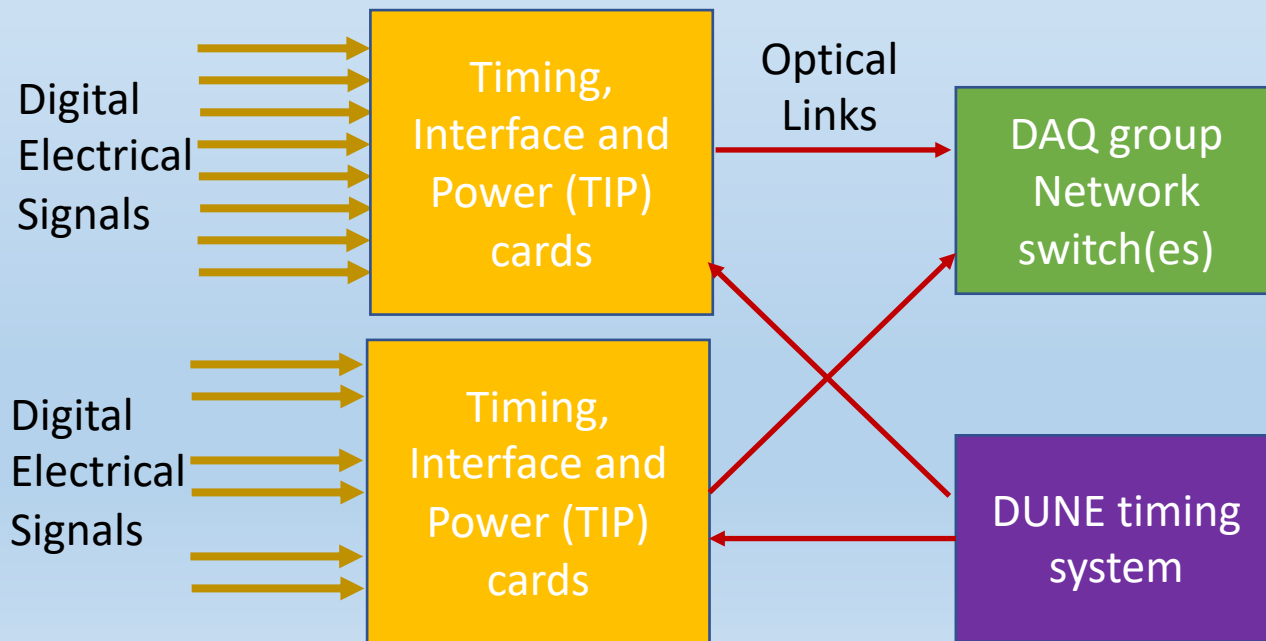 Digital
Electrical
Signals
Timing,
Interface and
Power (TIP)
cards
Optical
Links
DAQ group
Network
switch(es)
Digital
Electrical
Signals
Timing,
Interface and
Power (TIP)
cards
DUNE timing
system